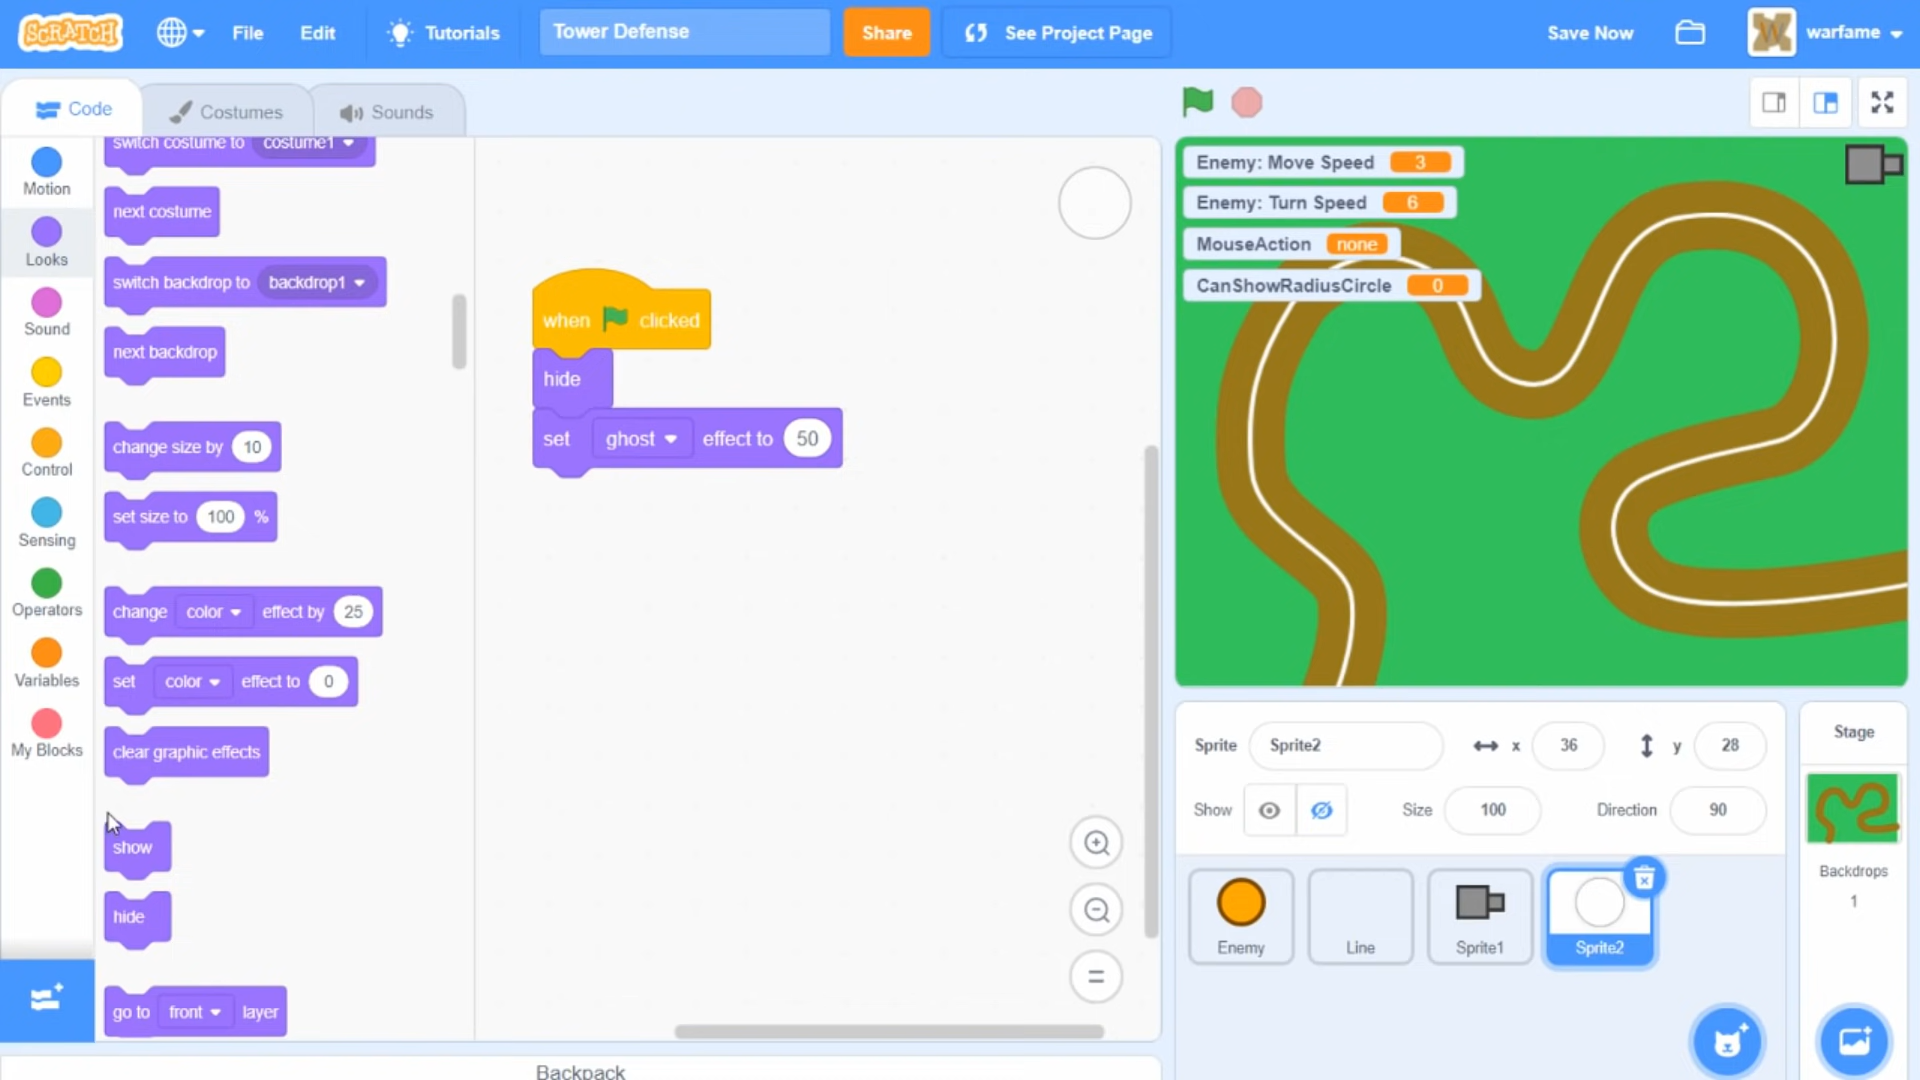 SCRATCH
File
Edit
Tutorials
Tower Defense
Share
See Project Page
Save Now
warfame
Code
Costumes
Sounds
Motion
Looks
Sound
Events
Control
Sensing
Operators
Variables
My Blocks
switch costume to costume1
next costume
switch backdrop to backdrop1
next backdrop
change size by 10
set size to 100 %
change color effect by 25
set color effect to 0
clear graphic effects
show
hide
go to front layer
when clicked
hide
set ghost effect to 50
Backpack
Enemy: Move Speed 3
Enemy: Turn Speed 6
MouseAction none
CanShowRadiusCircle 0
Sprite Sprite2 x 36 y 28
Show Size 100 Direction 90
Enemy
Line
Sprite1
Sprite2
Stage
Backdrops
1